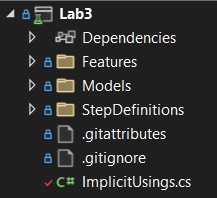 Lab3
Dependencies
Features
Models
StepDefinitions
.gitattributes
.gitignore
C# ImplicitUsings.cs